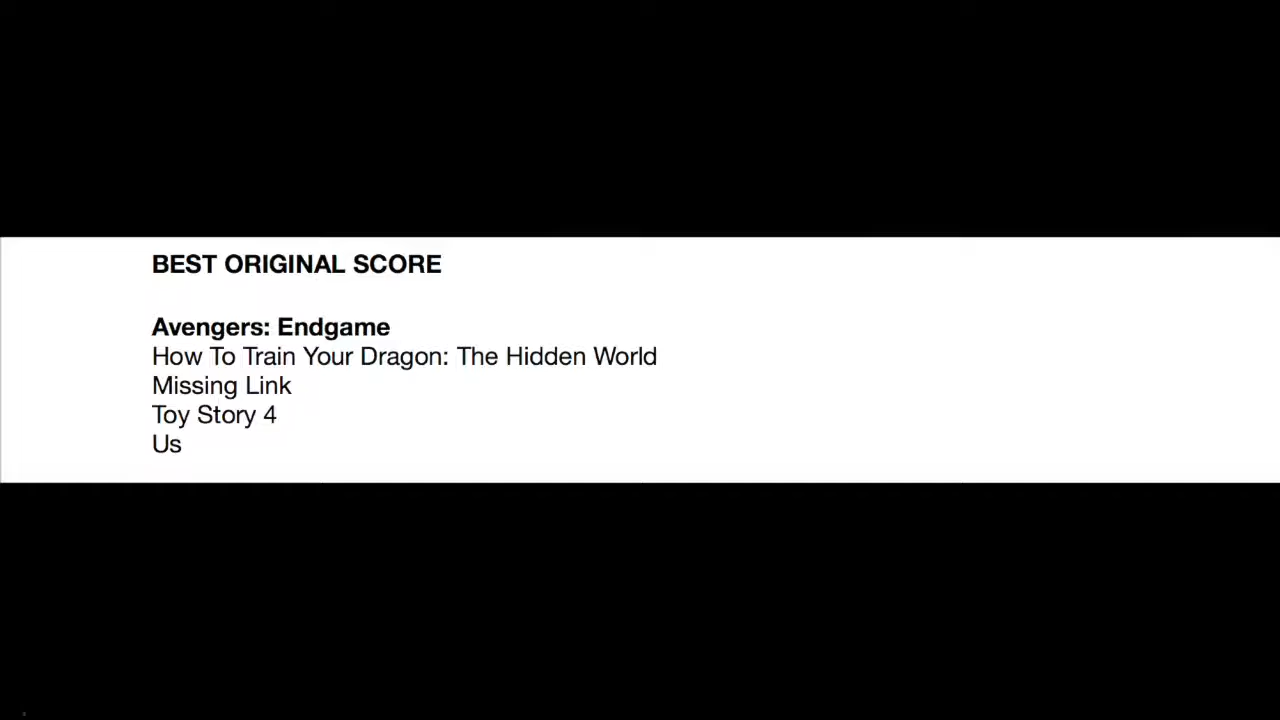 BEST ORIGINAL SCORE
Avengers: Endgame
How To Train Your Dragon: The Hidden World
Missing Link
Toy Story 4
Us